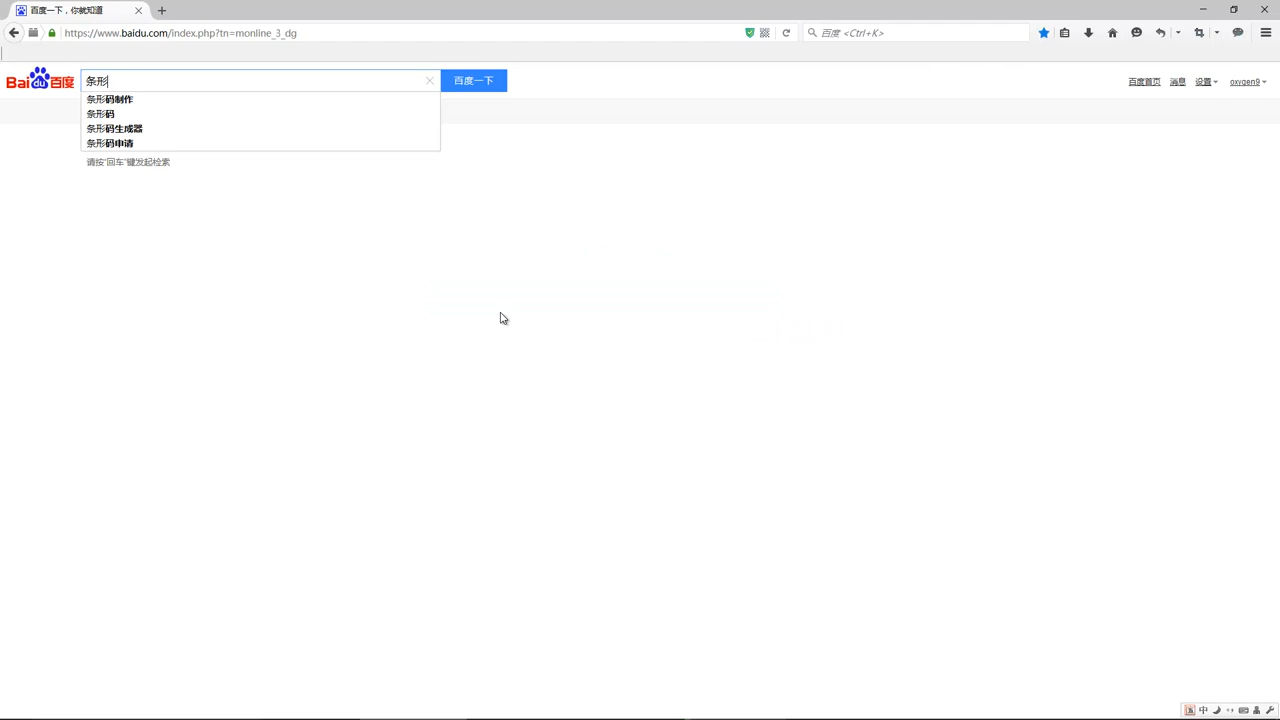 百度一下，你就知道
https://www.baidu.com/index.php?tn=monline_3_dg
百度 <Ctrl+K>
Bai du 百度
条形
百度一下
百度首页 消息 设置 oxygen9
条形码制作
条形码
条形码生成器
条形码申请
请按"回车"键发起检索
中